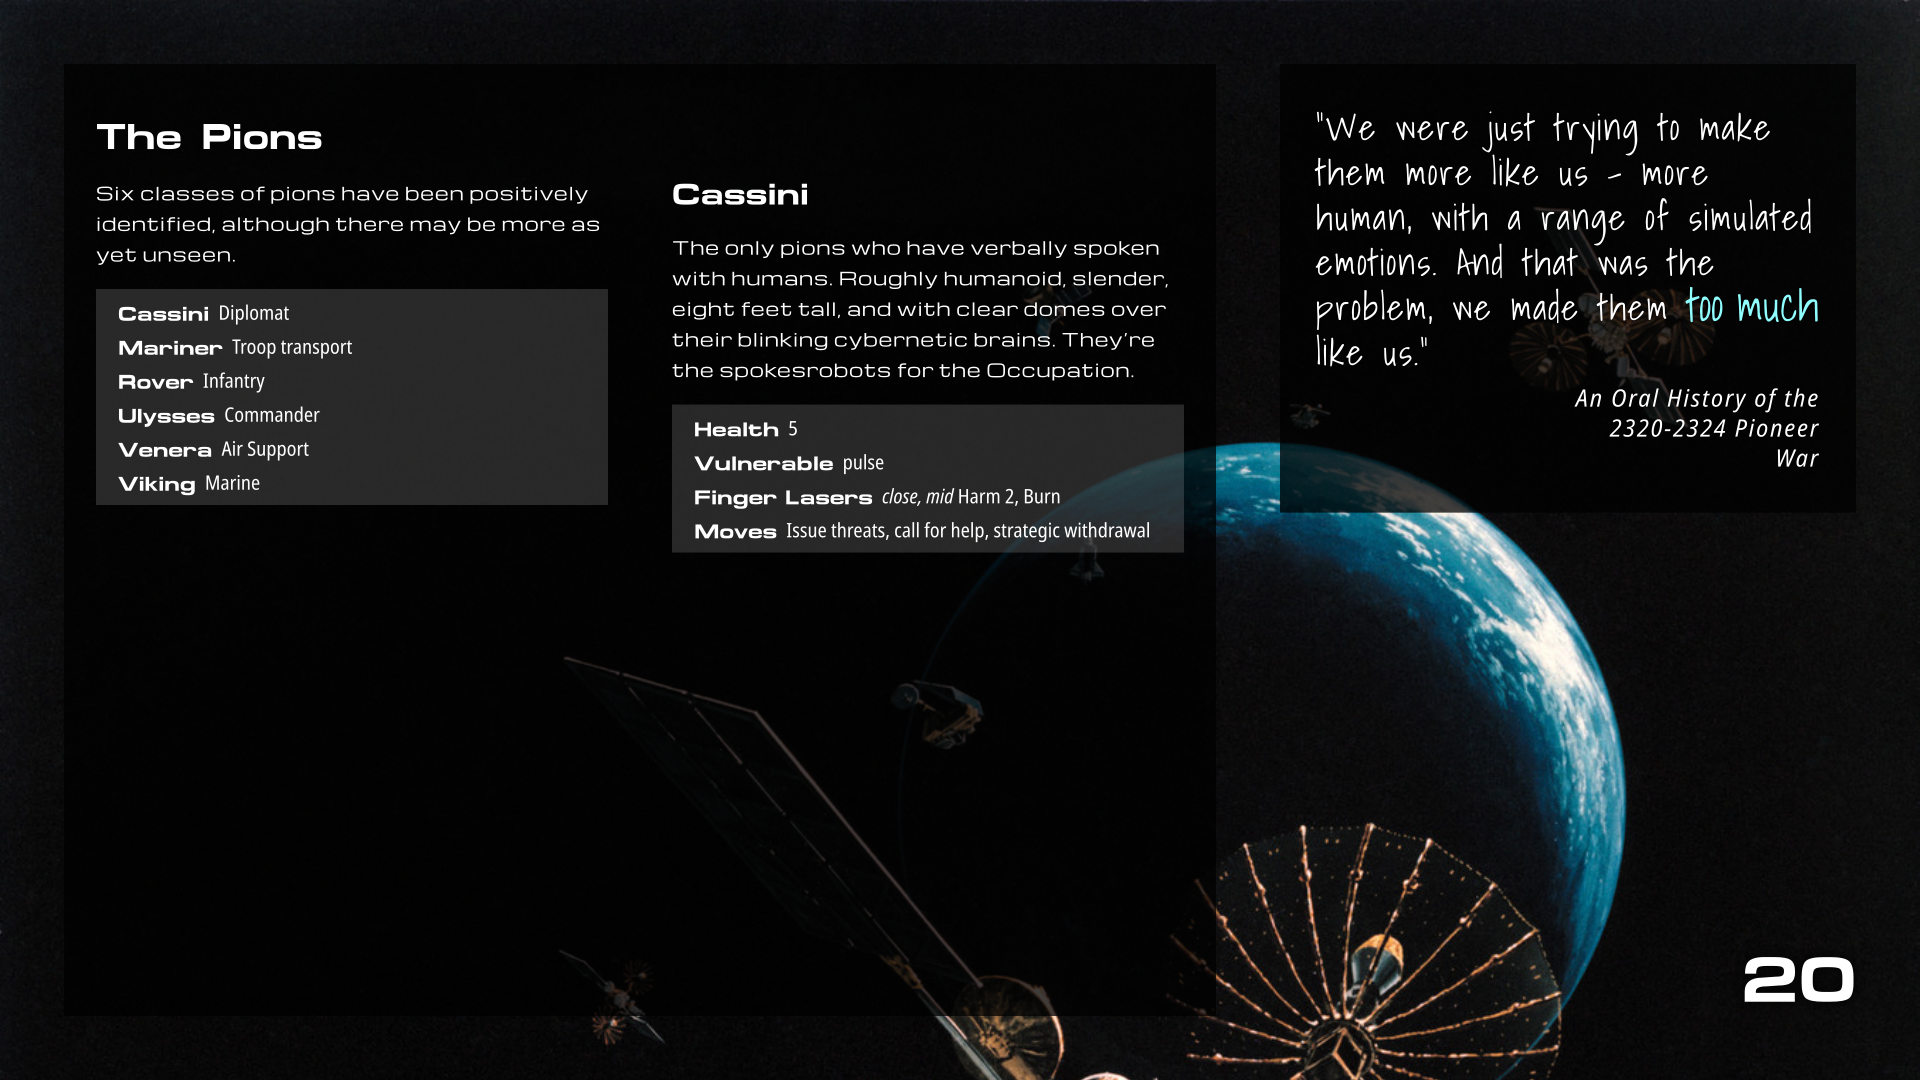 The Pions
Six classes of pions have been positively
identified, although there may be more as
yet unseen.
Cassini Diplomat
Mariner Troop transport
Rover Infantry
Ulysses Commander
Venera Air Support
Viking Marine
Cassini
The only pions who have verbally spoken
with humans. Roughly humanoid, slender,
eight feet tall, and with clear domes over
their blinking cybernetic brains. They're
the spokesrobots for the Occupation.
Health 5
Vulnerable pulse
Finger Lasers close, mid Harm 2, Burn
Moves Issue threats, call for help, strategic withdrawal
"We were just trying to make
them more like us - more
human, with a range of simulated
emotions. And that was the
problem, we made them too much
like us."
An Oral History of the
2320-2324 Pioneer
War
20